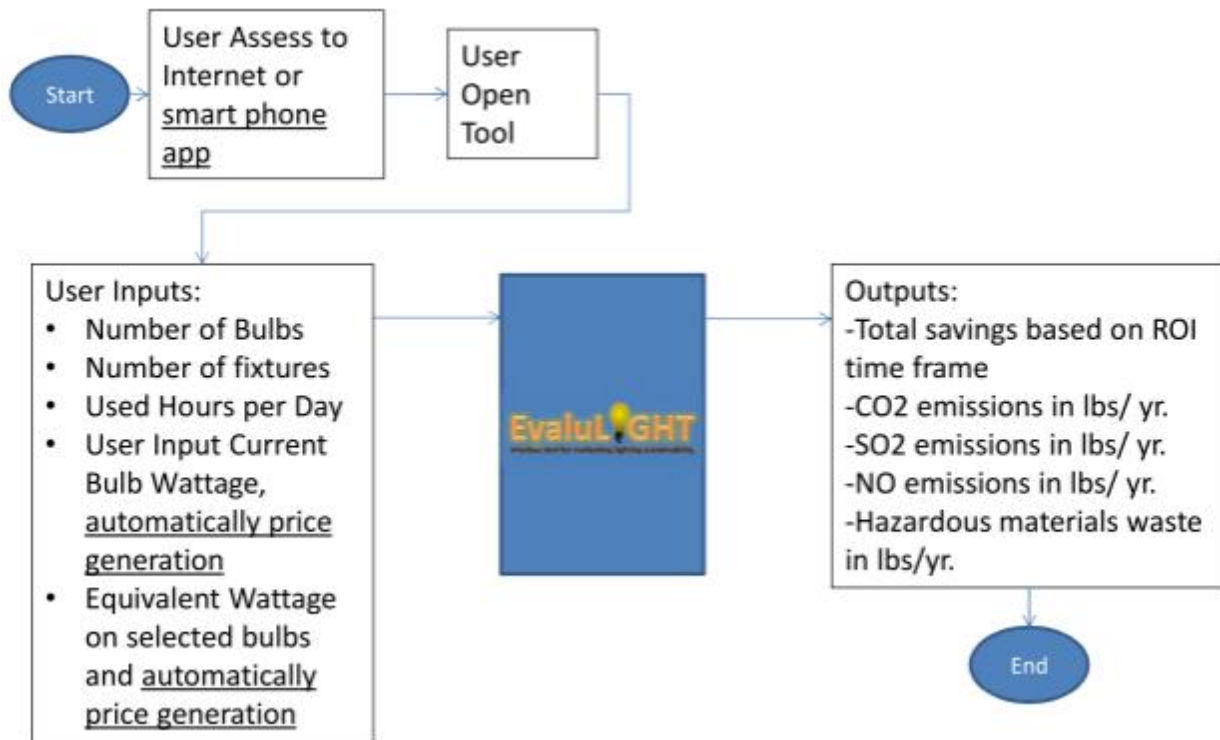 Start
User Assess to
Internet or
smart phone
app
User
Open
Tool
User Inputs:
• Number of Bulbs
• Number of fixtures
• Used Hours per Day
• User Input Current
Bulb Wattage,
automatically price
generation
• Equivalent Wattage
on selected bulbs
and automatically
price generation
EvaluLIGHT
Outputs:
-Total savings based on ROI
time frame
-CO2 emissions in lbs/ yr.
-SO2 emissions in lbs/ yr.
-NO emissions in lbs/ yr.
-Hazardous materials waste
in lbs/yr.
End